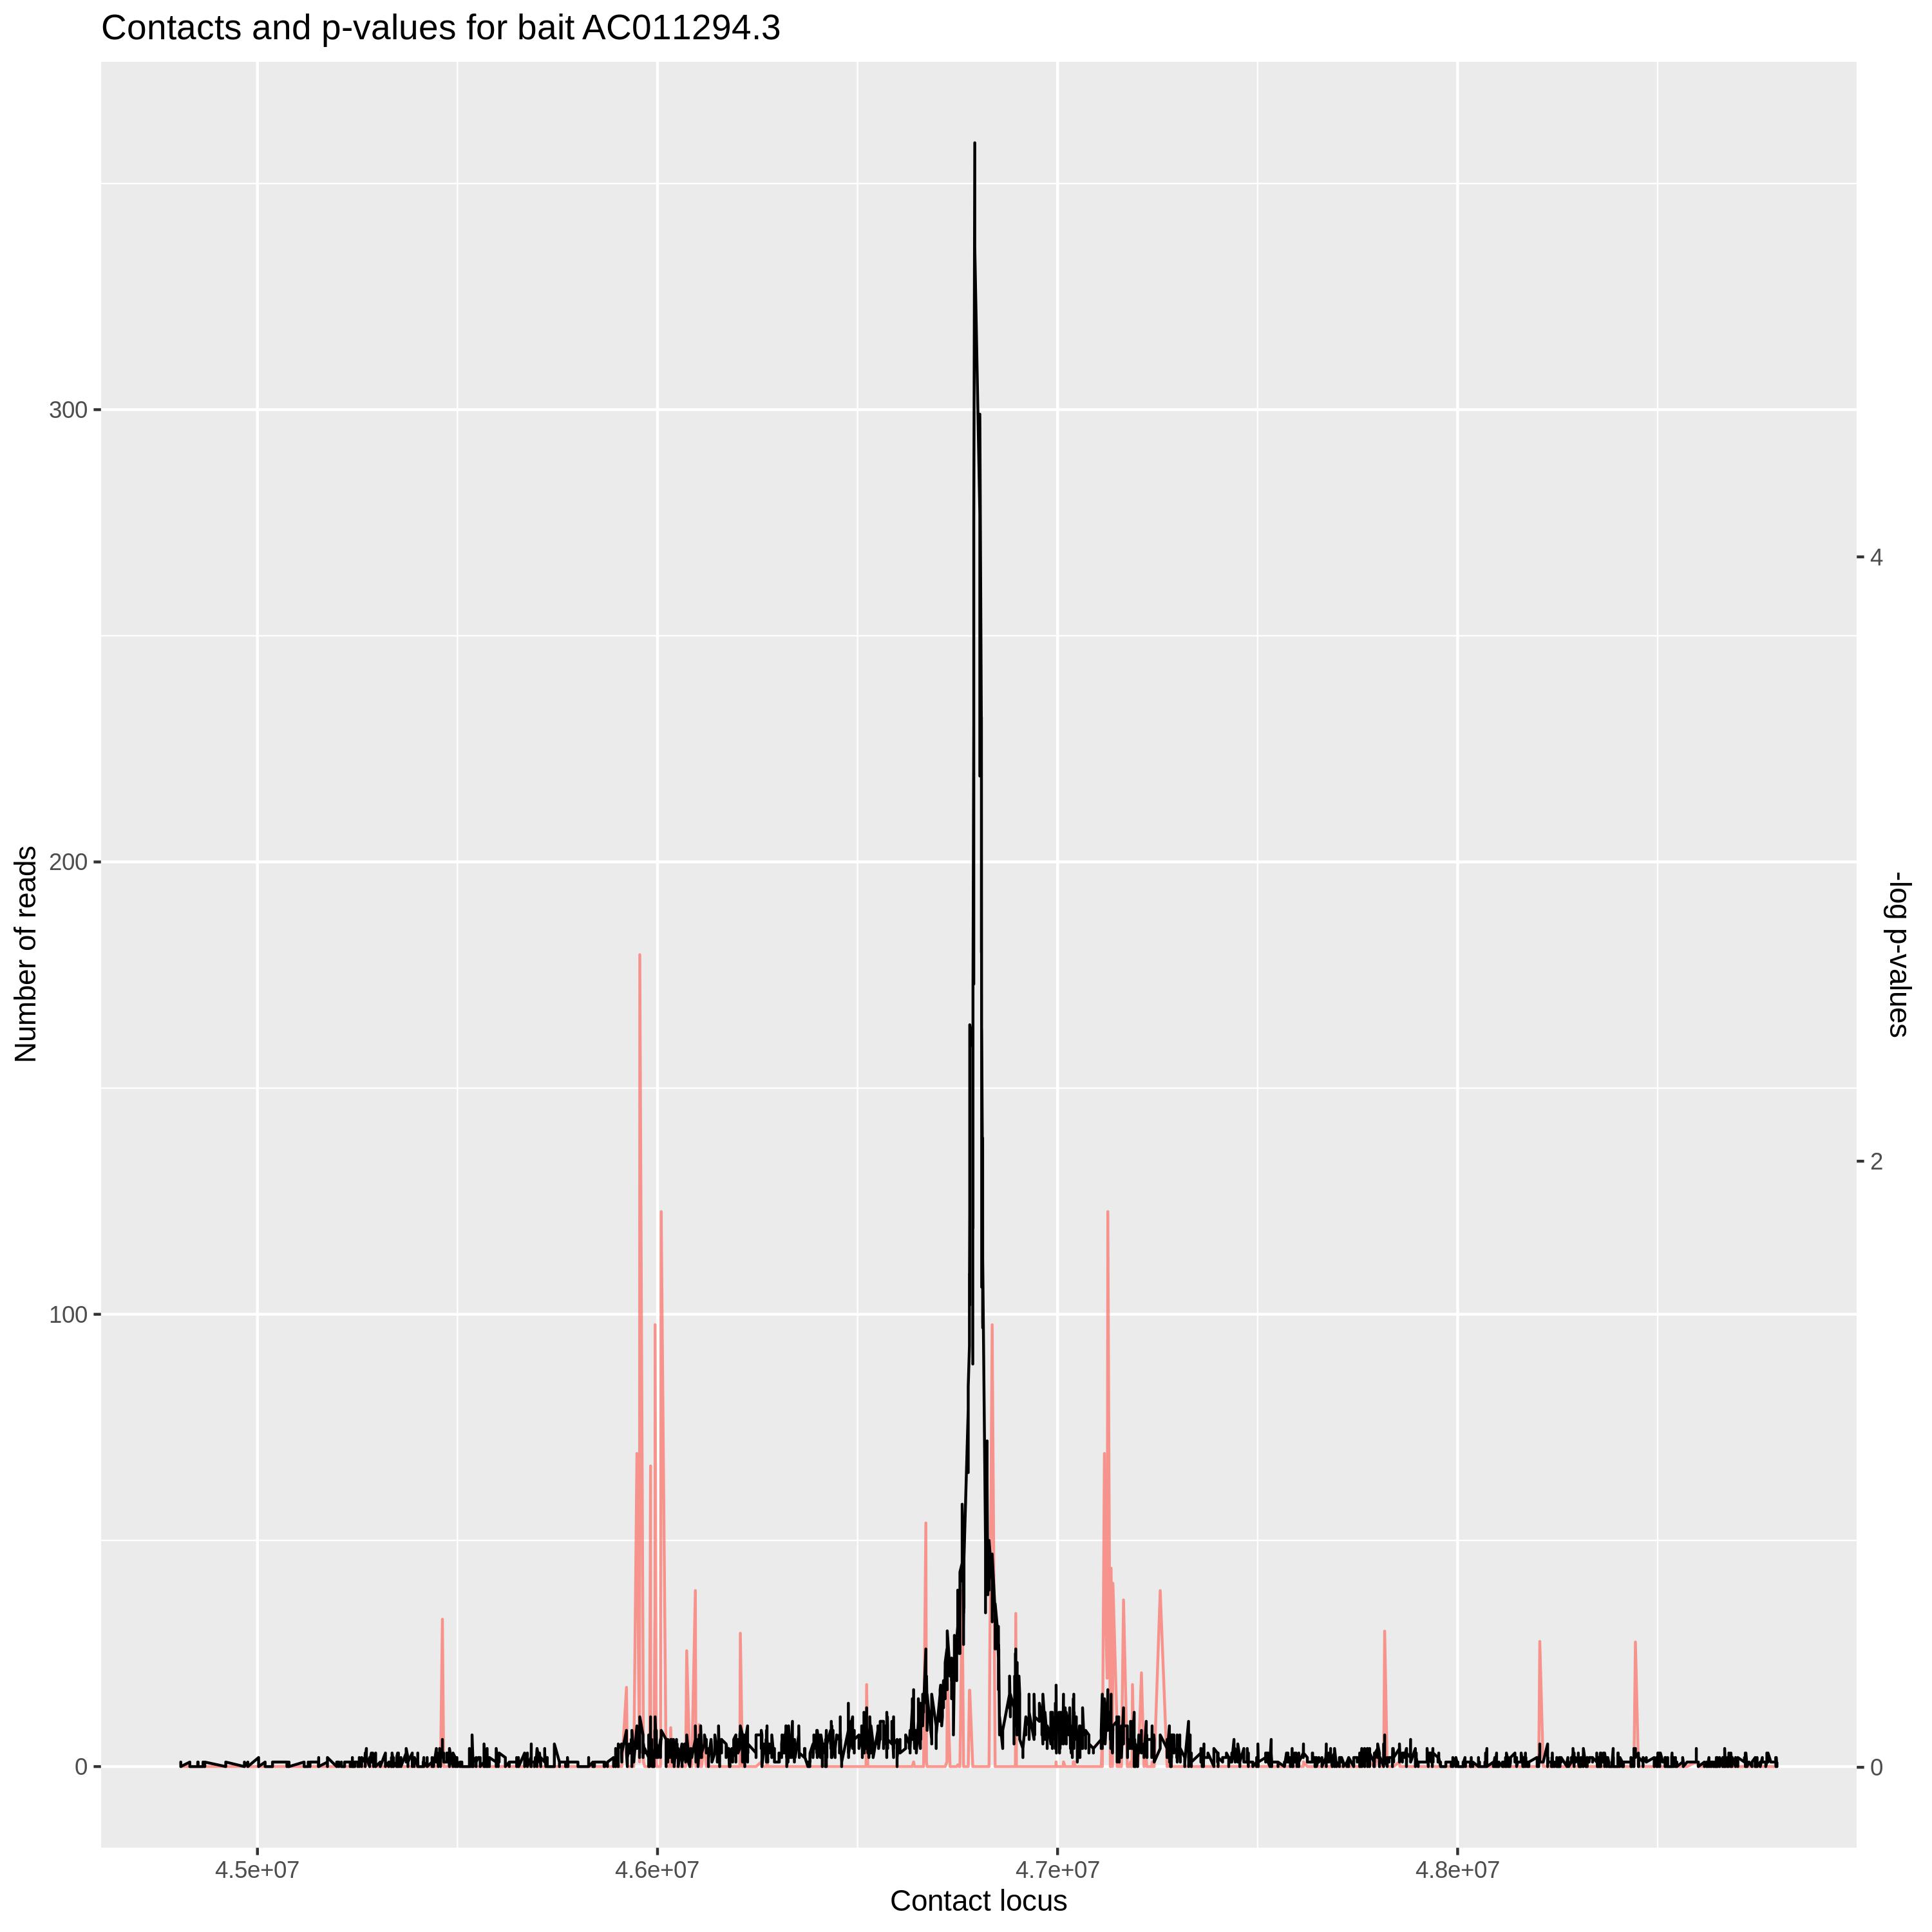 Contacts and p-values for bait AC011294.3
300
200
100
0
Number of reads
4
2
0
-log p-values
4.5e+07
4.6e+07
4.7e+07
4.8e+07
Contact locus